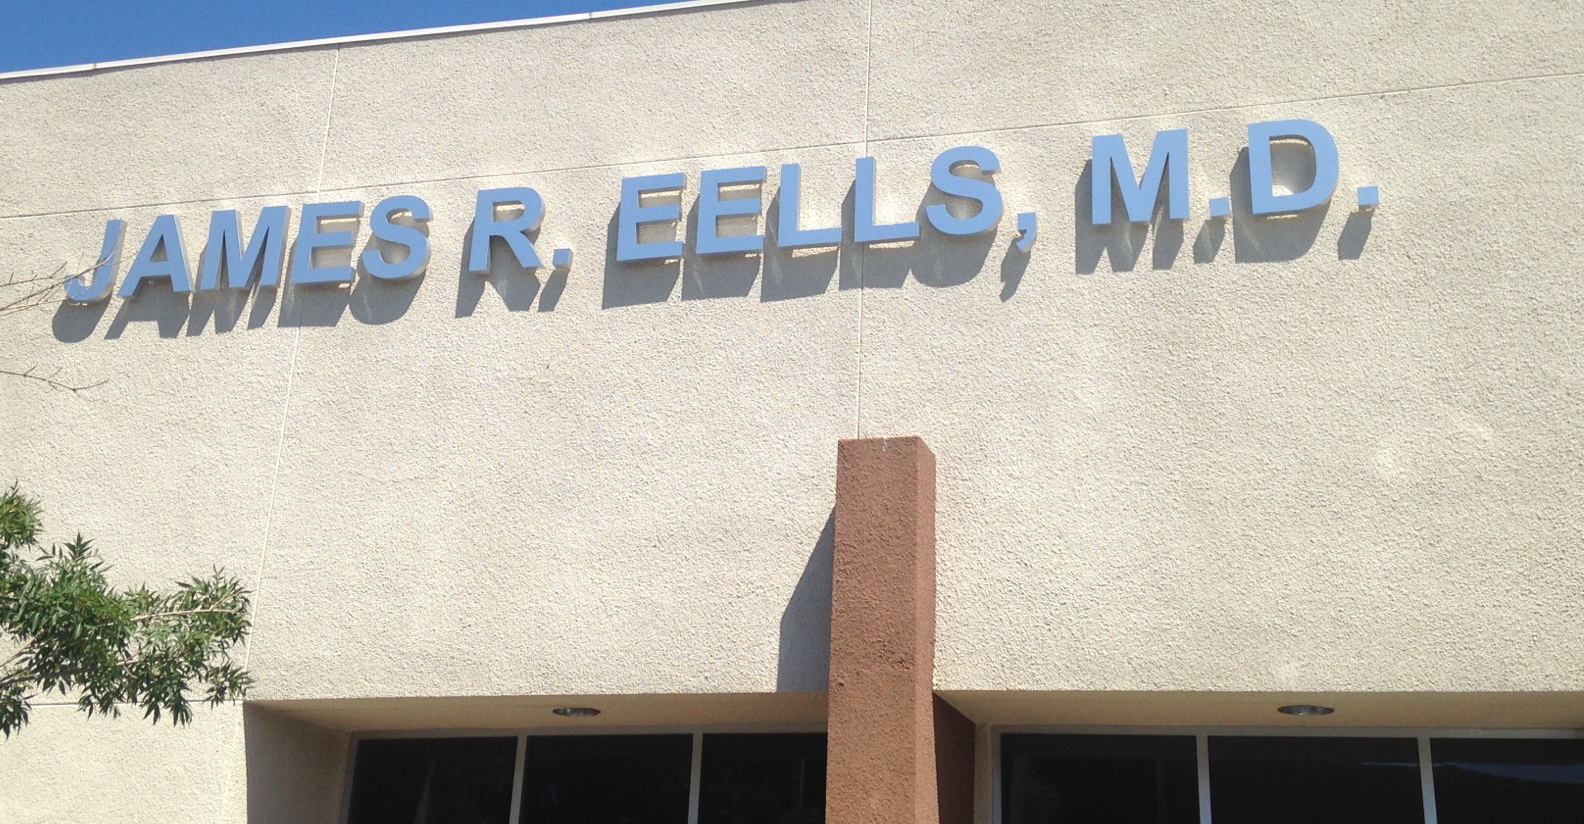 JAMES R. EELLS, M.D.